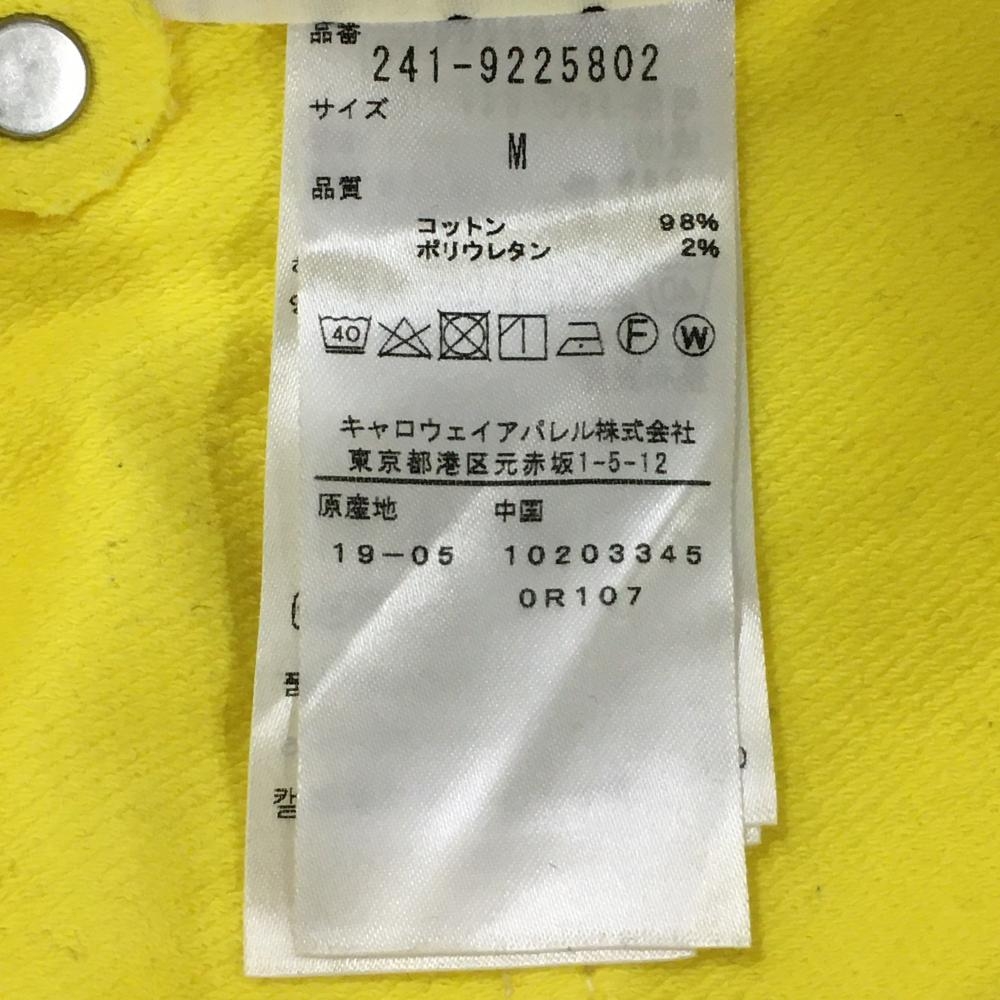 品番
241-9225802
サイズ
M
品質
コットン 98%
ポリウレタン 2%
40 F W
キャロウェイアパレル株式会社
東京都港区元赤坂1-5-12
原産地 中国
19-05 10203345
0R107